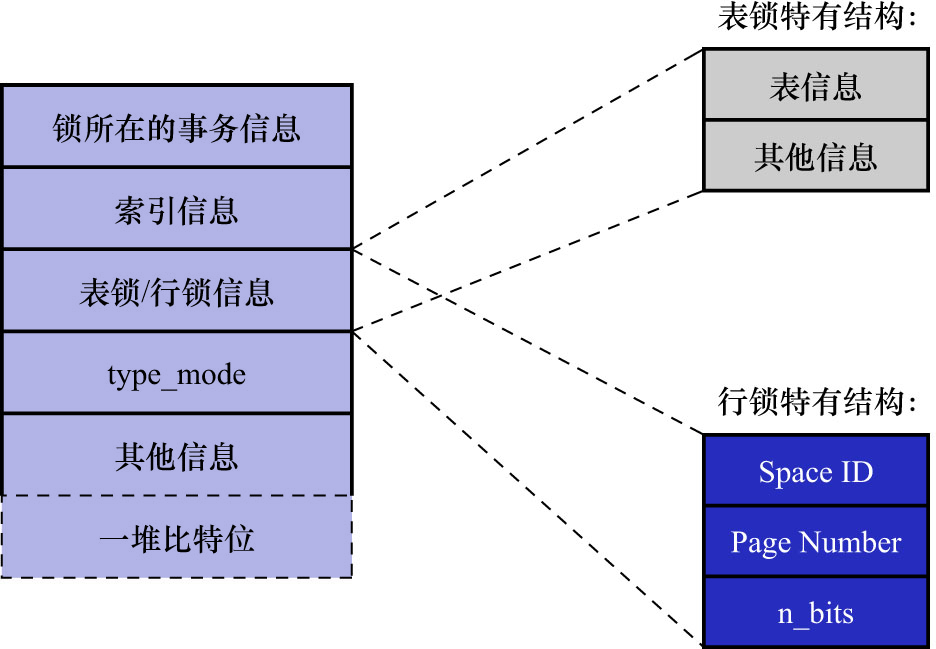 锁所在的事务信息
索引信息
表锁/行锁信息
type_mode
其他信息
一堆比特位
表锁特有结构：
表信息
其他信息
行锁特有结构：
Space ID
Page Number
n_bits